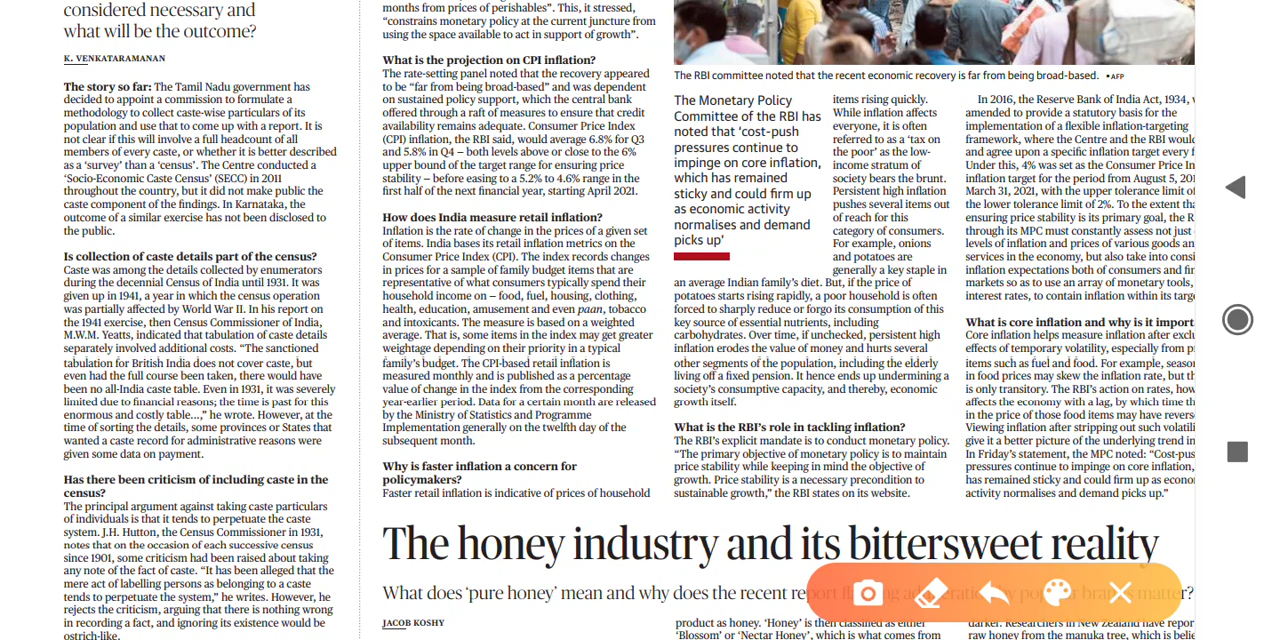 considered necessary and
what will be the outcome?
K. VENKATARAMANAN
The story so far: The Tamil Nadu government has
decided to appoint a commission to formulate a
methodology to collect caste-wise particulars of its
population and use that to come up with a report. It is
not clear if this will involve a full headcount of all
members of every caste, or whether it is better described
as a ‘survey’ than a ‘census’. The Centre conducted a
‘Socio-Economic Caste Census’ (SECC) in 2011
throughout the country, but it did not make public the
caste component of the findings. In Karnataka, the
outcome of a similar exercise has not been disclosed to
the public.
Is collection of caste details part of the census?
Caste was among the details collected by enumerators
during the decennial Census of India until 1931. It was
given up in 1941, a year in which the census operation
was partially affected by World War II. In his report on
the 1941 exercise, then Census Commissioner of India,
M.W.M. Yeatts, indicated that tabulation of caste details
separately involved additional costs. “The sanctioned
tabulation for British India does not cover caste, but
even had the full course been taken, there would have
been no all-India caste table. Even in 1931, it was severely
limited due to financial reasons; the time is past for this
enormous and costly table...,” he wrote. However, at the
time of sorting the details, some provinces or States that
wanted a caste record for administrative reasons were
given some data on payment.
Has there been criticism of including caste in the
census?
The principal argument against taking caste particulars
of individuals is that it tends to perpetuate the caste
system. J.H. Hutton, the Census Commissioner in 1931,
notes that on the occasion of each successive census
since 1901, some criticism had been raised about taking
any note of the fact of caste. “It has been alleged that the
mere act of labelling persons as belonging to a caste
tends to perpetuate the system,” he writes. However, he
rejects the criticism, arguing that there is nothing wrong
in recording a fact, and ignoring its existence would be
ostrich-like.
months from prices of perishables”. This, it stressed,
“constrains monetary policy at the current juncture from
using the space available to act in support of growth”.
What is the projection on CPI inflation?
The rate-setting panel noted that the recovery appeared
to be “far from being broad-based” and was dependent
on sustained policy support, which the central bank
offered through a raft of measures to ensure that credit
availability remains adequate. Consumer Price Index
(CPI) inflation, the RBI said, would average 6.8% for Q3
and 5.8% in Q4 – both levels above or close to the 6%
upper bound of the target range for ensuring price
stability – before easing to a 5.2% to 4.6% range in the
first half of the next financial year, starting April 2021.
How does India measure retail inflation?
Inflation is the rate of change in the prices of a given set
of items. India bases its retail inflation metrics on the
Consumer Price Index (CPI). The index records changes
in prices for a sample of family budget items that are
representative of what consumers typically spend their
household income on – food, fuel, housing, clothing,
health, education, amusement and even paan, tobacco
and intoxicants. The measure is based on a weighted
average. That is, some items in the index may get greater
weightage depending on their priority in a typical
family’s budget. The CPI-based retail inflation is
measured monthly and is published as a percentage
value of change in the index from the corresponding
year-earlier period. Data for a certain month are released
by the Ministry of Statistics and Programme
Implementation generally on the twelfth day of the
subsequent month.
Why is faster inflation a concern for
policymakers?
Faster retail inflation is indicative of prices of household
The RBI committee noted that the recent economic recovery is far from being broad-based. •AFP
The Monetary Policy
Committee of the RBI has
noted that ‘cost-push
pressures continue to
impinge on core inflation,
which has remained
sticky and could firm up
as economic activity
normalises and demand
picks up’
items rising quickly.
While inflation affects
everyone, it is often
referred to as a ‘tax on
the poor’ as the low-
income stratum of
society bears the brunt.
Persistent high inflation
pushes several items out
of reach for this
category of consumers.
For example, onions
and potatoes are
generally a key staple in
an average Indian family’s diet. But, if the price of
potatoes starts rising rapidly, a poor household is often
forced to sharply reduce or forgo its consumption of this
key source of essential nutrients, including
carbohydrates. Over time, if unchecked, persistent high
inflation erodes the value of money and hurts several
other segments of the population, including the elderly
living off a fixed pension. It hence ends up undermining a
society’s consumptive capacity, and thereby, economic
growth itself.
What is the RBI’s role in tackling inflation?
The RBI’s explicit mandate is to conduct monetary policy.
“The primary objective of monetary policy is to maintain
price stability while keeping in mind the objective of
growth. Price stability is a necessary precondition to
sustainable growth,” the RBI states on its website.
In 2016, the Reserve Bank of India Act, 1934,
amended to provide a statutory basis for the
implementation of a flexible inflation-targeting
framework, where the Centre and the RBI would
and agree upon a specific inflation target every
Under this, 4% was set as the Consumer Price
inflation target for the period from August 5,
March 31, 2021, with the upper tolerance limit of
the lower tolerance limit of 2%. To the extent
ensuring price stability is its primary goal, the
through its MPC must constantly assess not just
levels of inflation and prices of various goods
services in the economy, but also take into
inflation expectations both of consumers and
markets so as to use an array of monetary tools,
interest rates, to contain inflation within its
What is core inflation and why is it
Core inflation helps measure inflation after
effects of temporary volatility, especially from
items such as fuel and food. For example,
in food prices may skew the inflation rate, but
is only transitory. The RBI’s action on rates,
affects the economy with a lag, by which time
in the price of those food items may have
Viewing inflation after stripping out such
give it a better picture of the underlying trend in
In Friday’s statement, the MPC noted:
pressures continue to impinge on core inflation,
has remained sticky and could firm up as
activity normalises and demand picks up.”
The honey industry and its bittersweet reality
What does ‘pure honey’ mean and why does the recent report flagging adulteration by popular brands matter?
JACOB KOSHY
product as honey. ‘Honey’ is then classified as either
‘Blossom’ or ‘Nectar Honey’, which is what comes from
darker. Researchers in New Zealand have
raw honey from the manuka tree, which is